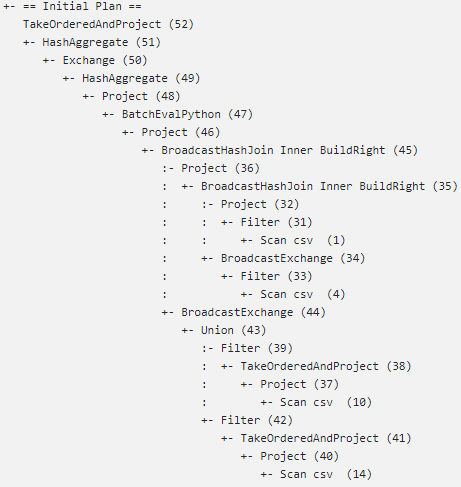 +- == Initial Plan ==
   TakeOrderedAndProject (52)
   +- HashAggregate (51)
      +- Exchange (50)
         +- HashAggregate (49)
            +- Project (48)
               +- BatchEvalPython (47)
                  +- Project (46)
                     +- BroadcastHashJoin Inner BuildRight (45)
                        :- Project (36)
                        :  +- BroadcastHashJoin Inner BuildRight (35)
                        :     :- Project (32)
                        :     :  +- Filter (31)
                        :     :     +- Scan csv  (1)
                        :     +- BroadcastExchange (34)
                        :        +- Filter (33)
                        :           +- Scan csv  (4)
                        +- BroadcastExchange (44)
                           +- Union (43)
                              :- Filter (39)
                              :  +- TakeOrderedAndProject (38)
                              :     +- Project (37)
                              :        +- Scan csv  (10)
                              +- Filter (42)
                                 +- TakeOrderedAndProject (41)
                                    +- Project (40)
                                       +- Scan csv  (14)